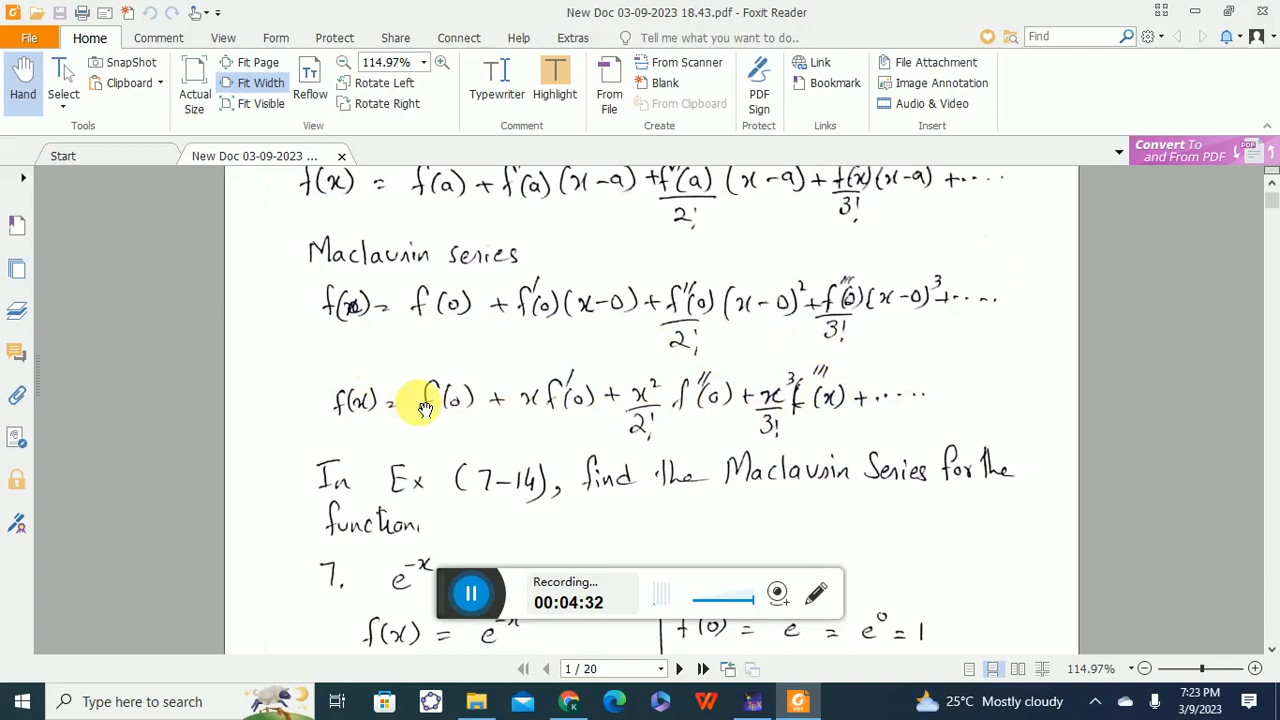 New Doc 03-09-2023 18.43.pdf - Foxit Reader
File Home Comment View Form Protect Share Connect Help Extras Tell me what you want to do... Find
Hand
Select
SnapShot
Clipboard
Tools
Actual Size
Fit Page
Fit Width
Fit Visible
Reflow
114.97%
Rotate Left
Rotate Right
View
Typewriter
Highlight
Comment
From File
From Scanner
Blank
From Clipboard
Create
PDF Sign
Protect
Link
Bookmark
Links
File Attachment
Image Annotation
Audio & Video
Insert
Start
New Doc 03-09-2023 ...
Convert To
and From PDF
f(x) = f(a) + f'(a) (x-a) + f''(a)/2! (x-a) + f(x)/3! (x-a) + ....
Maclaurin series
f(x) = f(0) + f'(0)(x-0) + f''(0)/2! (x-0)² + f'''(0)/3! (x-0)³ + ....
f(x) = f(0) + x f'(0) + x²/2! f''(0) + x³/3! f'''(x) + .....
In Ex (7-14), find the Maclaurin Series for the
function.
7. e^-x
f(x) = e^-x
f(0) = e = e⁰ = 1
Recording...
00:04:32
1 / 20
114.97%
Type here to search
25°C Mostly cloudy
7:23 PM
3/9/2023